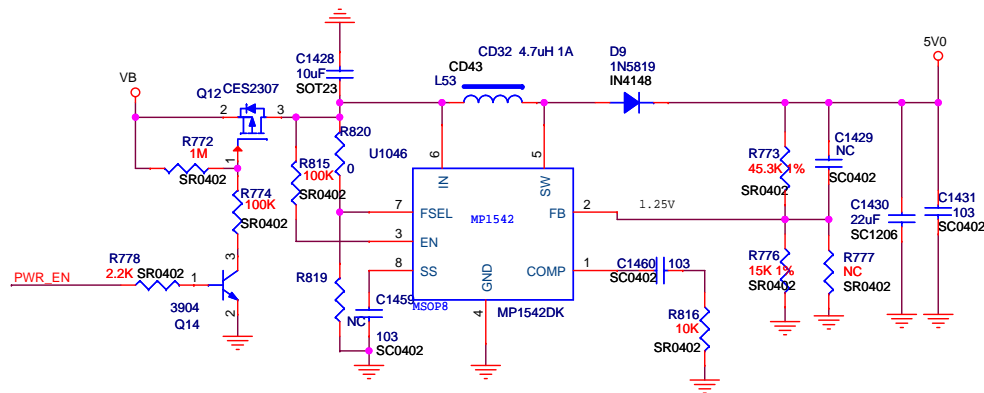 5V0
VB
C1428
10uF
SOT23
CD32 4.7uH 1A
L53
CD43
D9
1N5819
IN4148
Q12
CES2307
2
3
1
R772
1M
SR0402
R774
100K
SR0402
R815
100K
SR0402
R820
0
U1046
6
5
IN
SW
MP1542
7
FSEL
3
EN
8
SS
GND
4
FB
2
COMP
1
1.25V
MSOP8
MP1542DK
R773
45.3K 1%
SR0402
C1429
NC
SC0402
C1430
22uF
SC1206
C1431
103
SC0402
R776
15K 1%
SR0402
R777
NC
SR0402
C1460
103
SC0402
R816
10K
SR0402
R819
NC
C1459
103
SC0402
PWR_EN
R778
2.2K
SR0402
1
3
2
3904
Q14